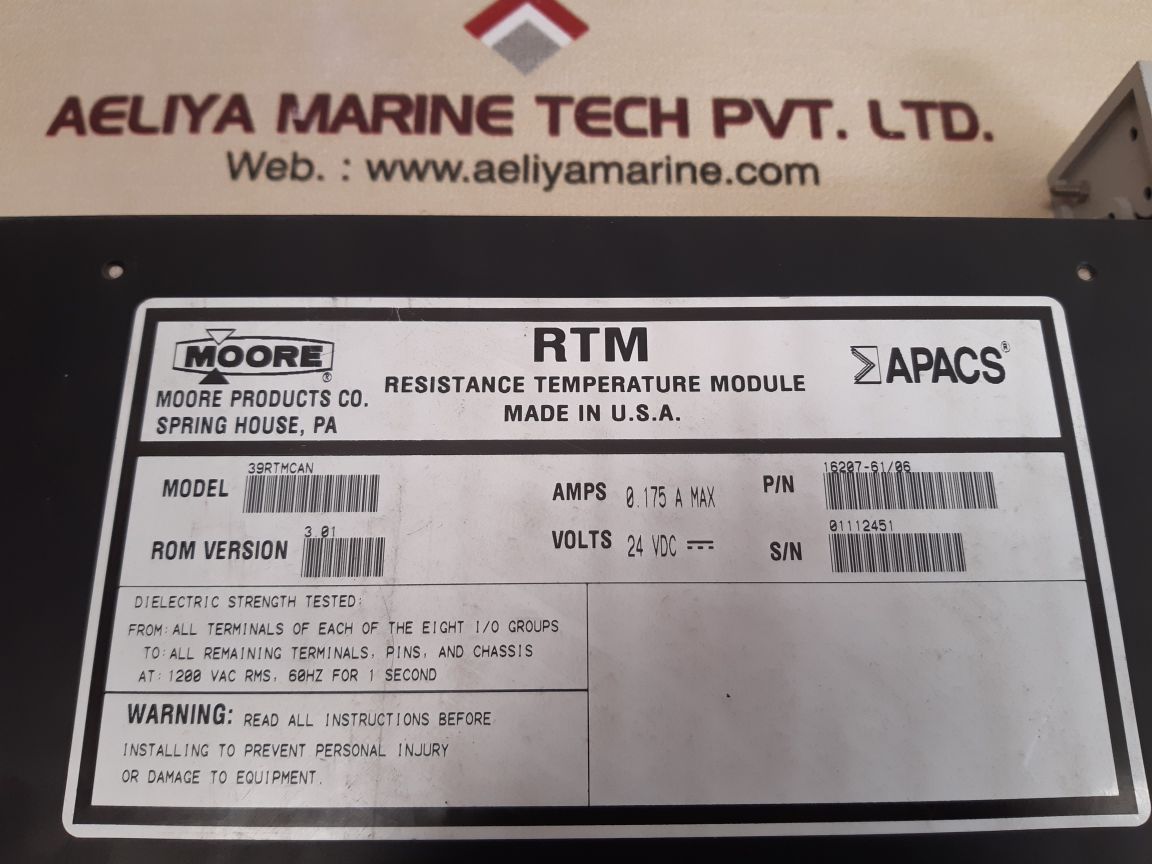 AELIYA MARINE TECH PVT. LTD.
Web. : www.aeliyamarine.com
MOORE ®
MOORE PRODUCTS CO.
SPRING HOUSE, PA
RTM
RESISTANCE TEMPERATURE MODULE
MADE IN U.S.A.
APACS®
MODEL 39RTMCAN
ROM VERSION 3.01
AMPS 0.175 A MAX
VOLTS 24 VDC
P/N 16207-61/06
S/N 01112451
DIELECTRIC STRENGTH TESTED:
FROM: ALL TERMINALS OF EACH OF THE EIGHT I/O GROUPS
TO: ALL REMAINING TERMINALS, PINS, AND CHASSIS
AT: 1200 VAC RMS, 60HZ FOR 1 SECOND
WARNING: READ ALL INSTRUCTIONS BEFORE
INSTALLING TO PREVENT PERSONAL INJURY
OR DAMAGE TO EQUIPMENT.